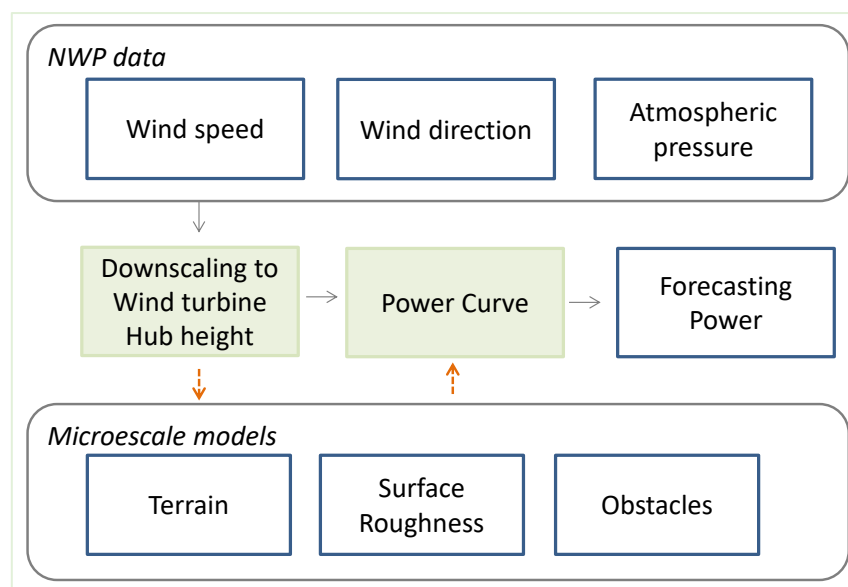 NWP data
Wind speed
Wind direction
Atmospheric
pressure
Downscaling to
Wind turbine
Hub height
Power Curve
Forecasting
Power
Microescale models
Terrain
Surface
Roughness
Obstacles